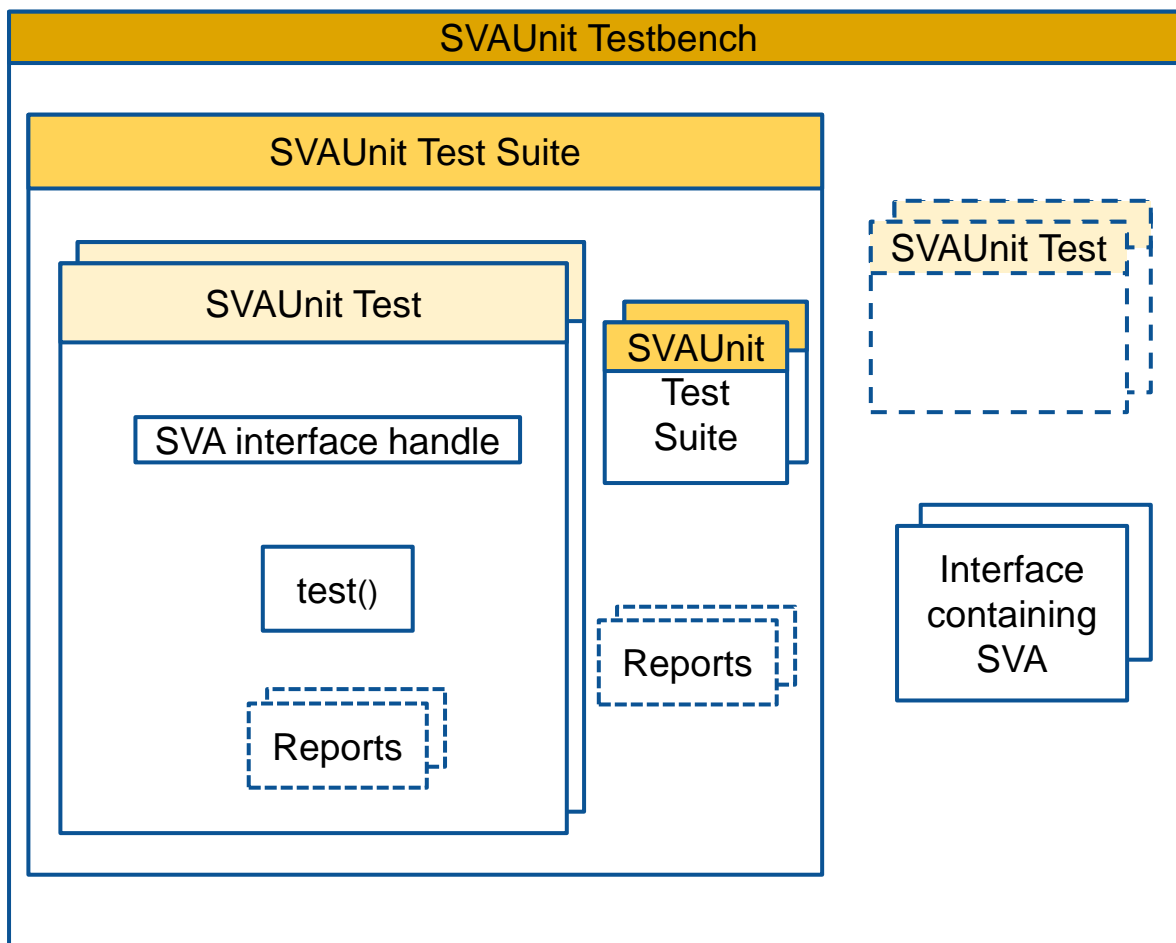 SVAUnit Testbench
SVAUnit Test Suite
SVAUnit Test
SVA interface handle
test()
Reports
SVAUnit
Test
Suite
Reports
SVAUnit Test
Interface
containing
SVA